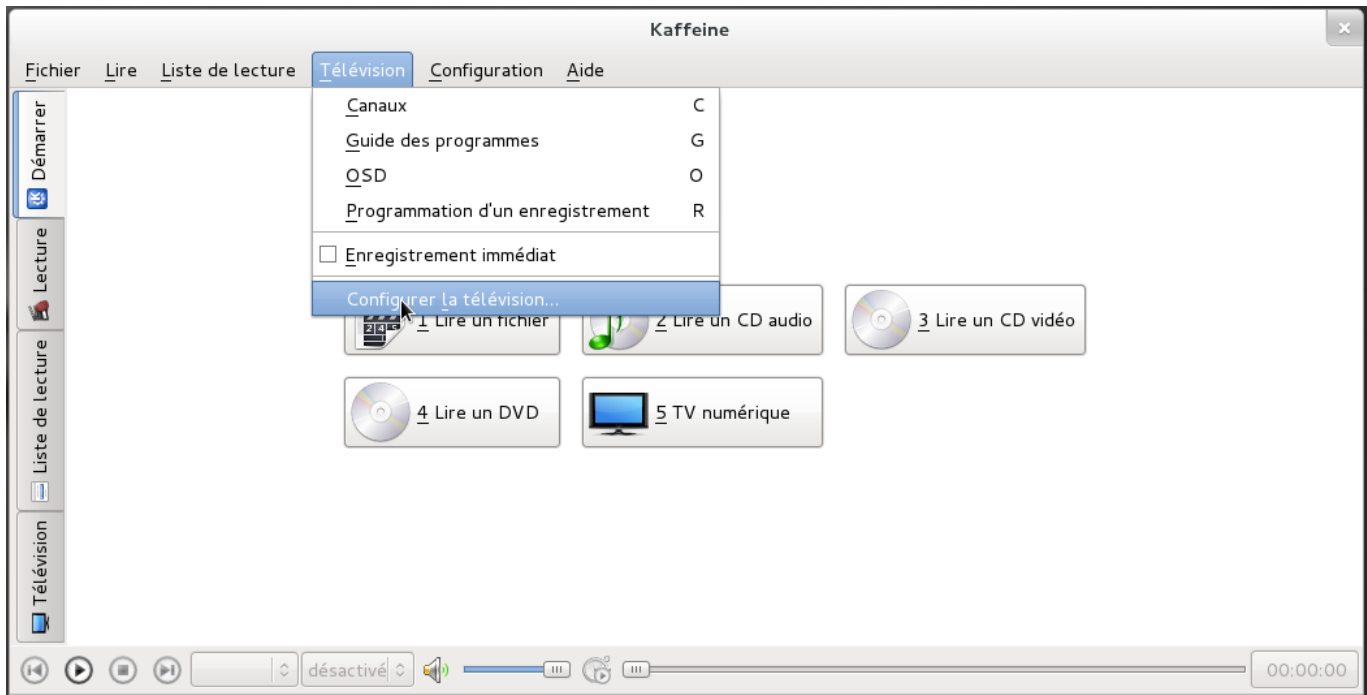 Kaffeine
Fichier Lire Liste de lecture Télévision Configuration Aide
Canaux C
Guide des programmes G
OSD O
Programmation d'enregistrement R
Enregistrement immédiat
Configurer la télévision...
1 Lire un fichier 2 Lire un CD audio 3 Lire un CD vidéo
4 Lire un DVD 5 TV numérique
Démarrer
Lecture
Liste de lecture
Télévision
désactivé 00:00:00